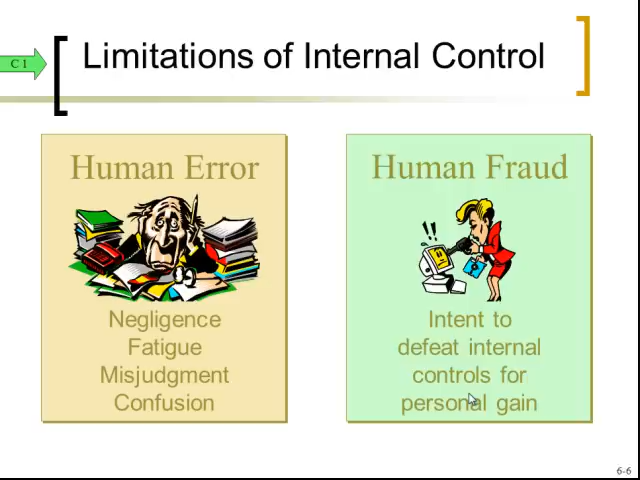 C 1
Limitations of Internal Control
Human Error
Negligence
Fatigue
Misjudgment
Confusion
Human Fraud
!!
Intent to
defeat internal
controls for
personal gain
6-6